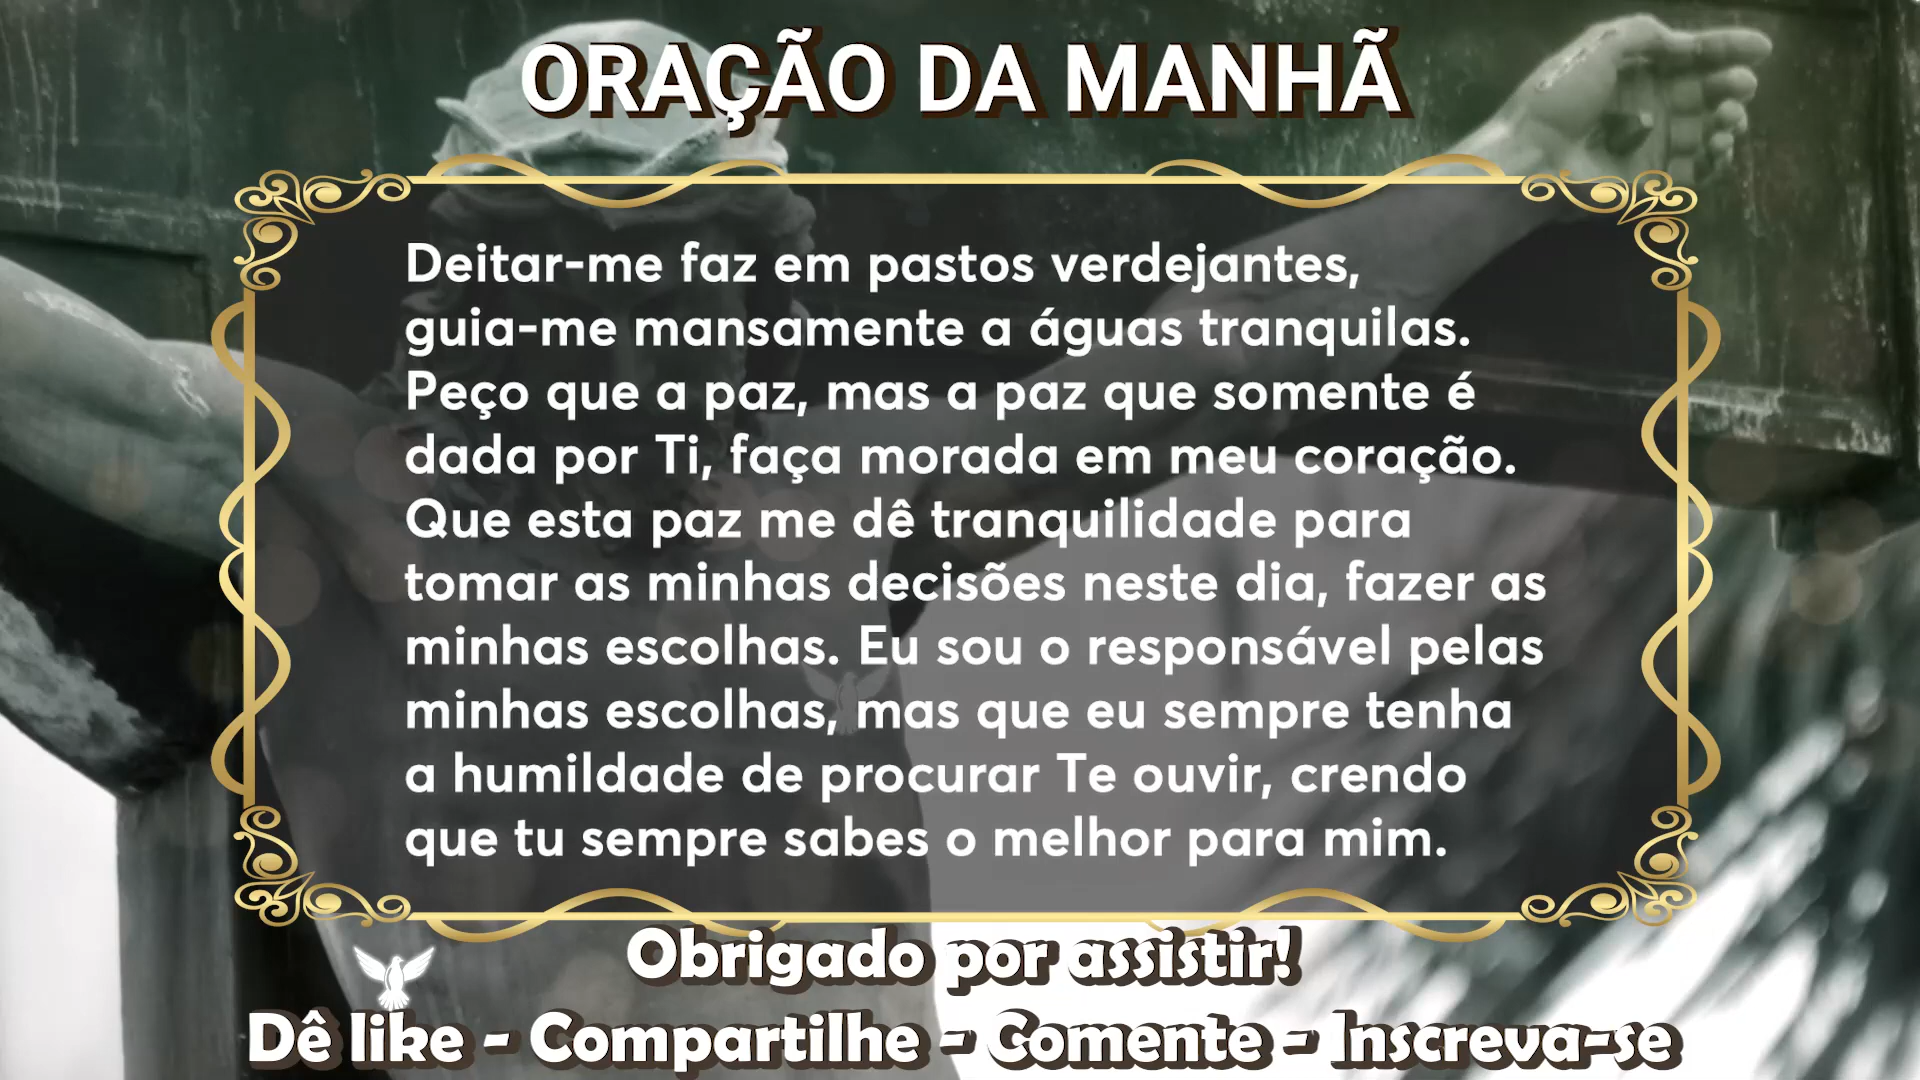 ORAÇÃO DA MANHÃ
Deitar-me faz em pastos verdejantes,
guia-me mansamente a águas tranquilas.
Peço que a paz, mas a paz que somente é
dada por Ti, faça morada em meu coração.
Que esta paz me dê tranquilidade para
tomar as minhas decisões neste dia, fazer as
minhas escolhas. Eu sou o responsável pelas
minhas escolhas, mas que eu sempre tenha
a humildade de procurar Te ouvir, crendo
que tu sempre sabes o melhor para mim.
Obrigado por assistir!
Dê like - Compartilhe - Comente - Inscreva-se